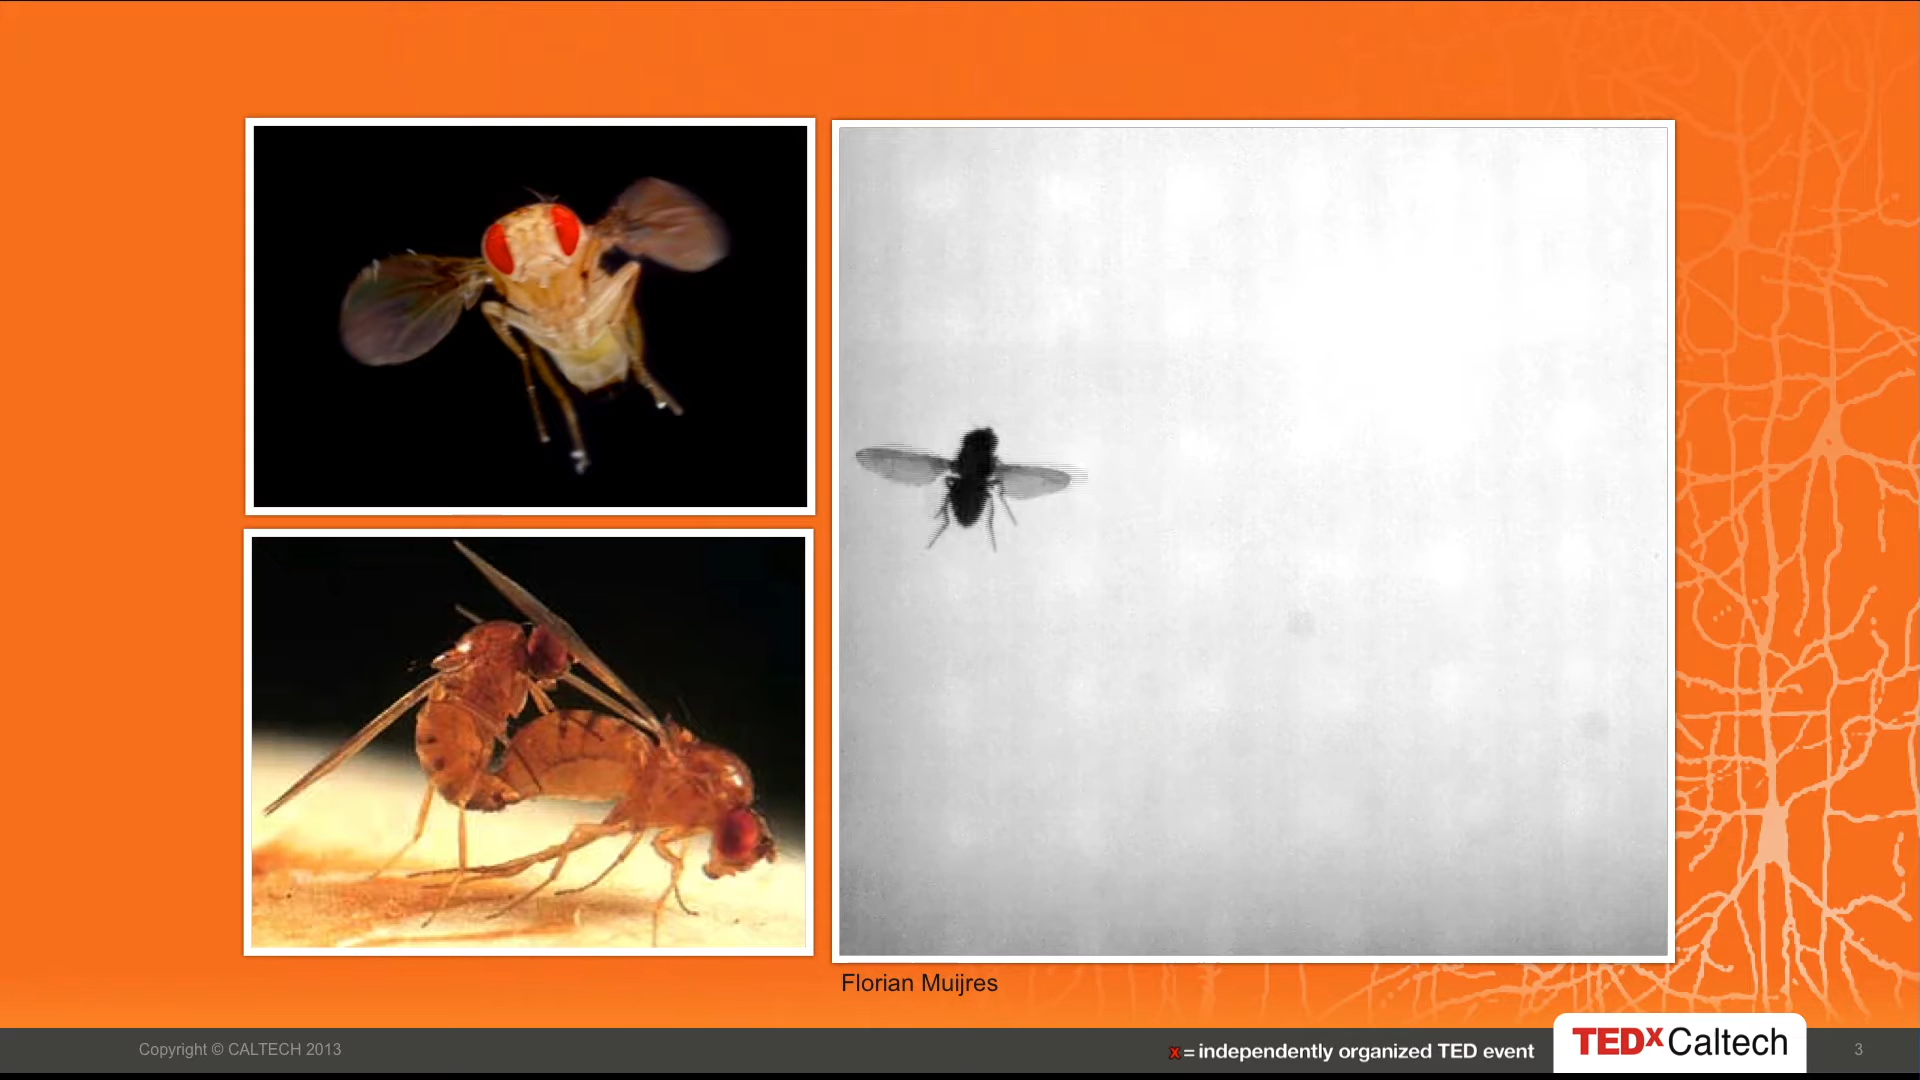 Florian Muijres
Copyright © CALTECH 2013
x = independently organized TED event
TEDxCaltech
3